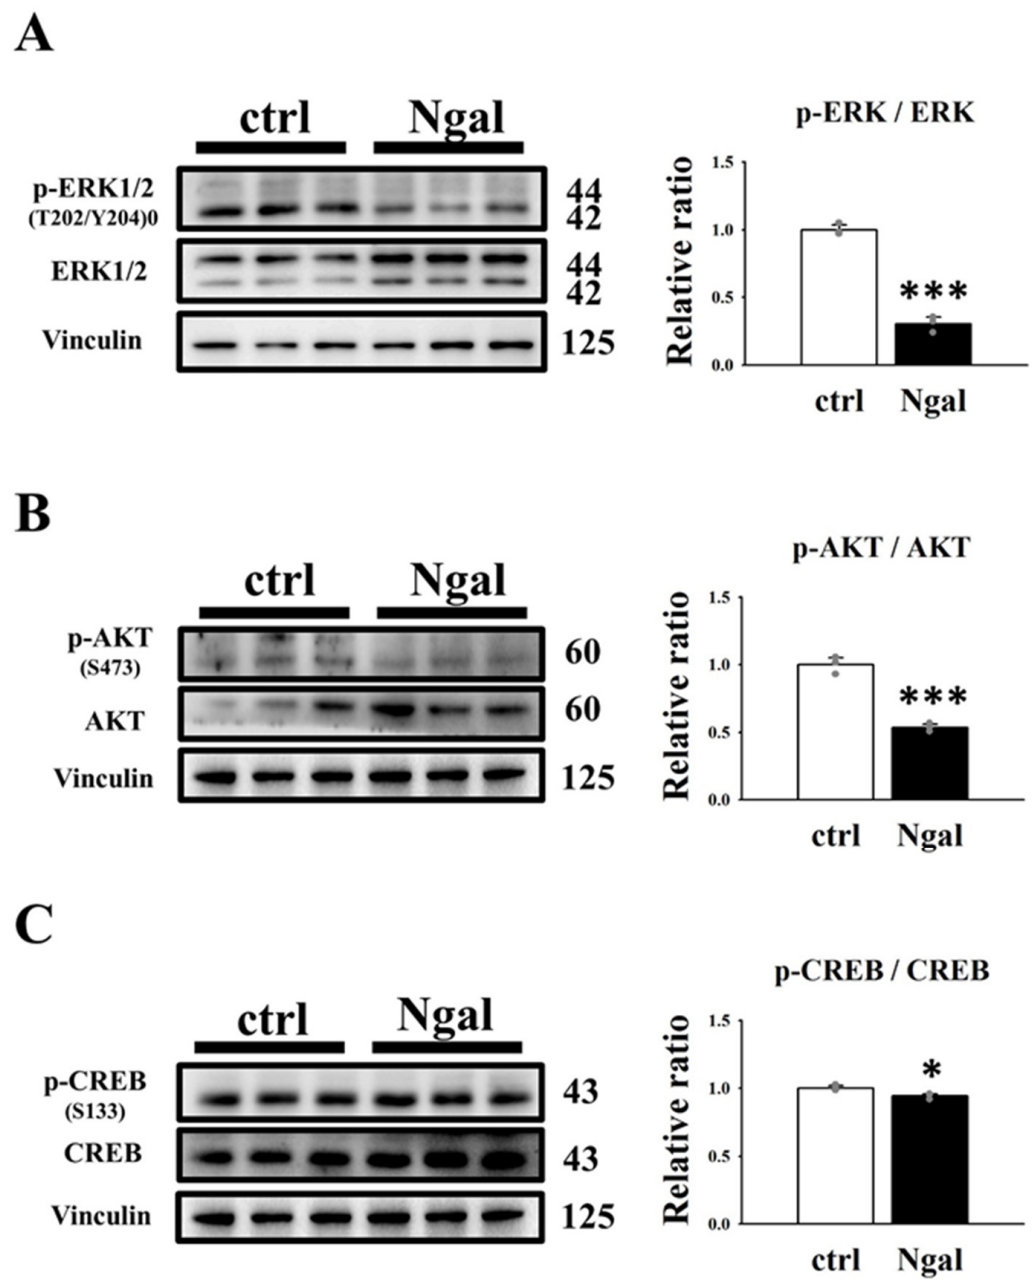 A
ctrl Ngal
p-ERK1/2
(T202/Y204)0
44
42
ERK1/2
44
42
Vinculin
125
p-ERK / ERK
Relative ratio
1.5
1.0
0.5
0.0
***
ctrl Ngal
B
ctrl Ngal
p-AKT
(S473)
60
AKT
60
Vinculin
125
p-AKT / AKT
Relative ratio
1.5
1.0
0.5
0.0
***
ctrl Ngal
C
ctrl Ngal
p-CREB
(S133)
43
CREB
43
Vinculin
125
p-CREB / CREB
Relative ratio
1.5
1.0
0.5
0.0
*
ctrl Ngal